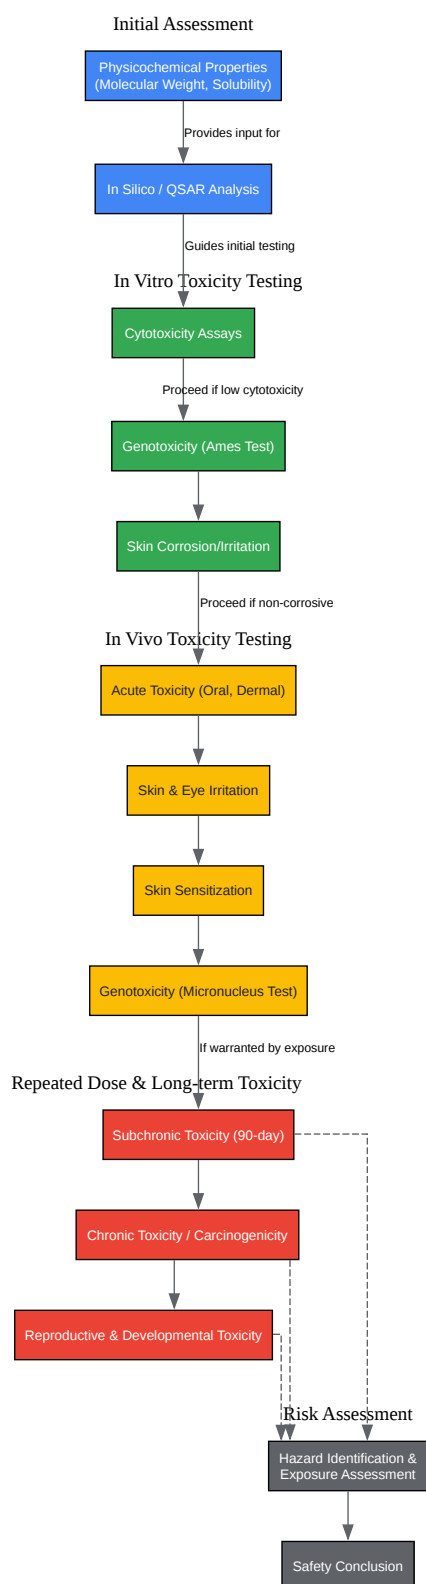 Initial Assessment
Physicochemical Properties
(Molecular Weight, Solubility)
Provides input for
In Silico / QSAR Analysis
Guides initial testing
In Vitro Toxicity Testing
Cytotoxicity Assays
Proceed if low cytotoxicity
Genotoxicity (Ames Test)
Skin Corrosion/Irritation
Proceed if non-corrosive
In Vivo Toxicity Testing
Acute Toxicity (Oral, Dermal)
Skin & Eye Irritation
Skin Sensitization
Genotoxicity (Micronucleus Test)
If warranted by exposure
Repeated Dose & Long-term Toxicity
Subchronic Toxicity (90-day)
Chronic Toxicity / Carcinogenicity
Reproductive & Developmental Toxicity
Risk Assessment
Hazard Identification &
Exposure Assessment
Safety Conclusion